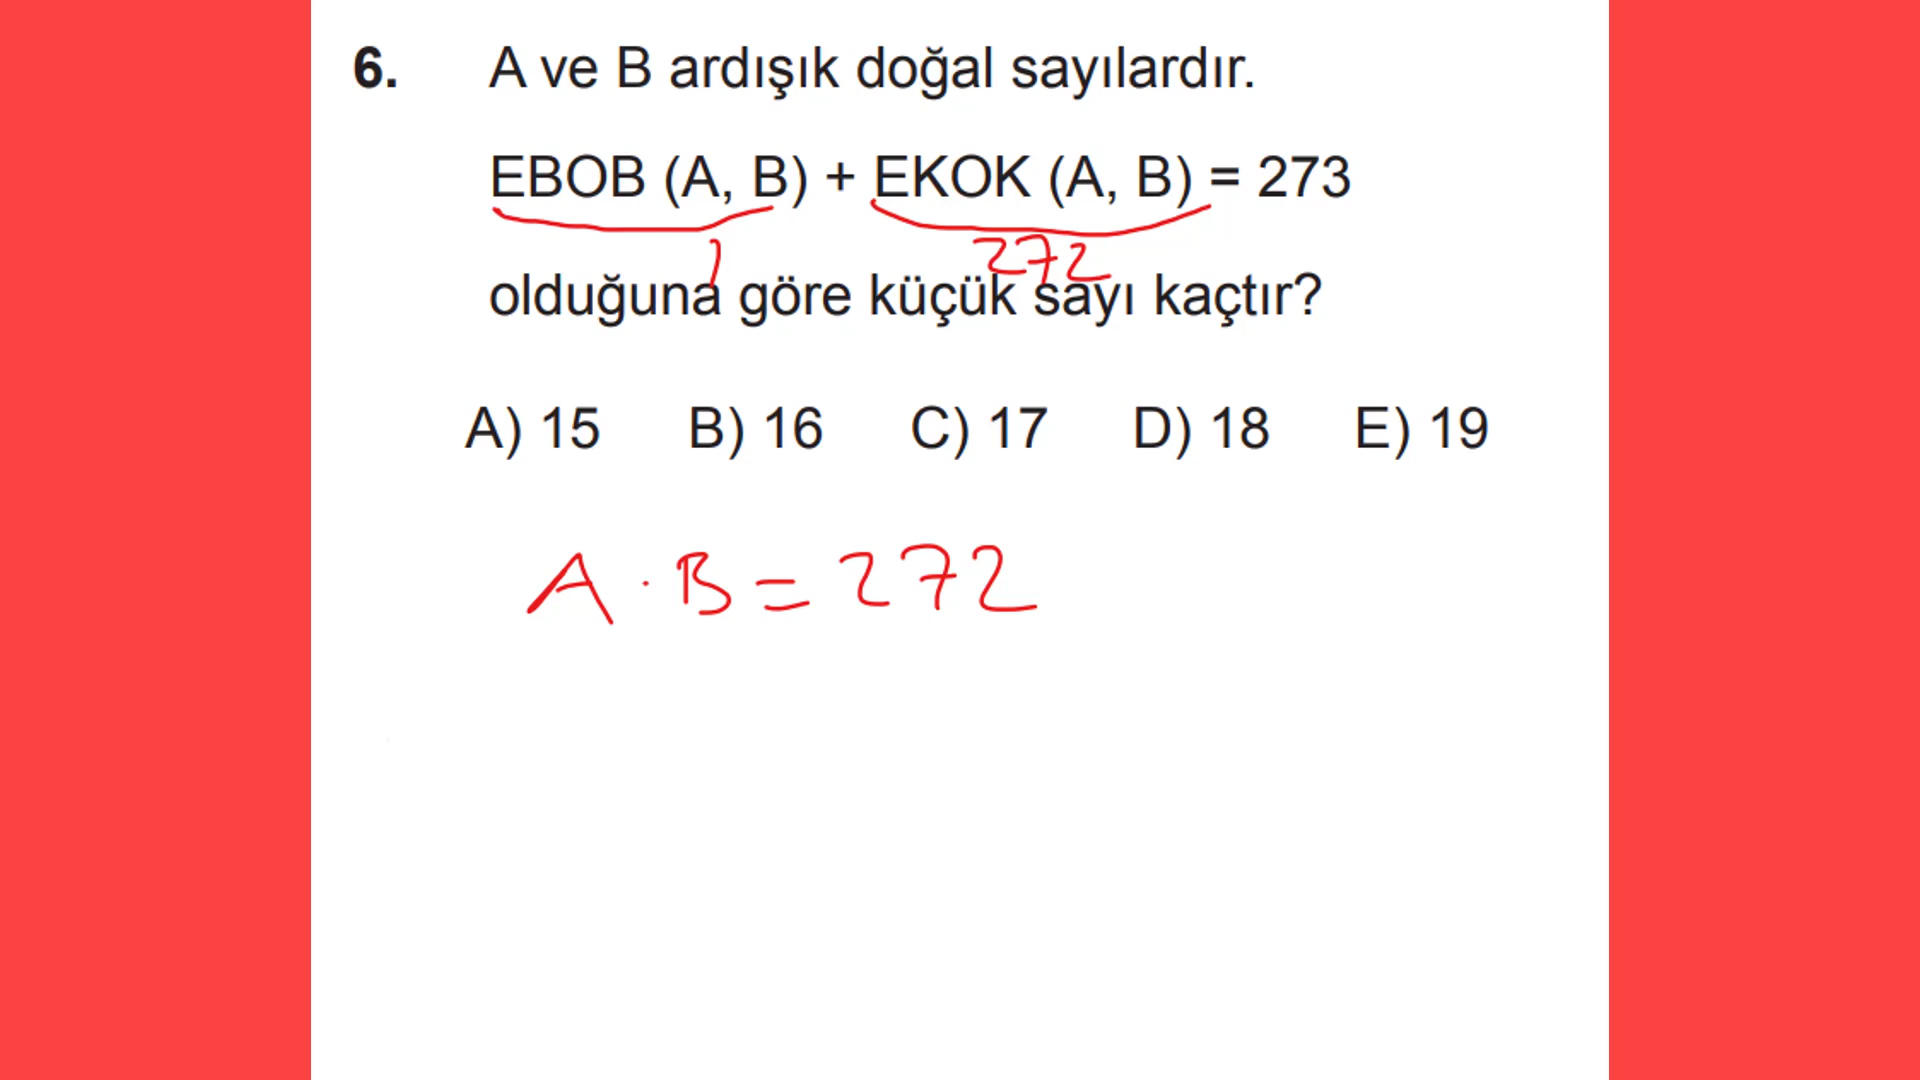 6. A ve B ardışık doğal sayılardır.
EBOB (A, B) + EKOK (A, B) = 273
1 272
olduğuna göre küçük sayı kaçtır?
A) 15 B) 16 C) 17 D) 18 E) 19
A · B = 272